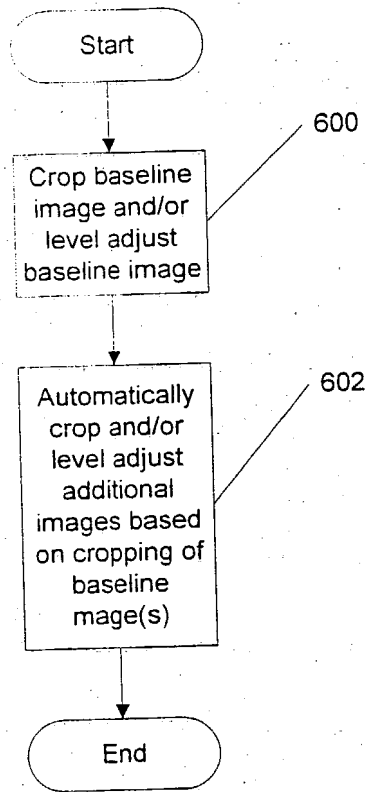 Start
600
Crop baseline
image and/or
level adjust
baseline image
602
Automatically
crop and/or
level adjust
additional
images based
on cropping of
baseline
mage(s)
End